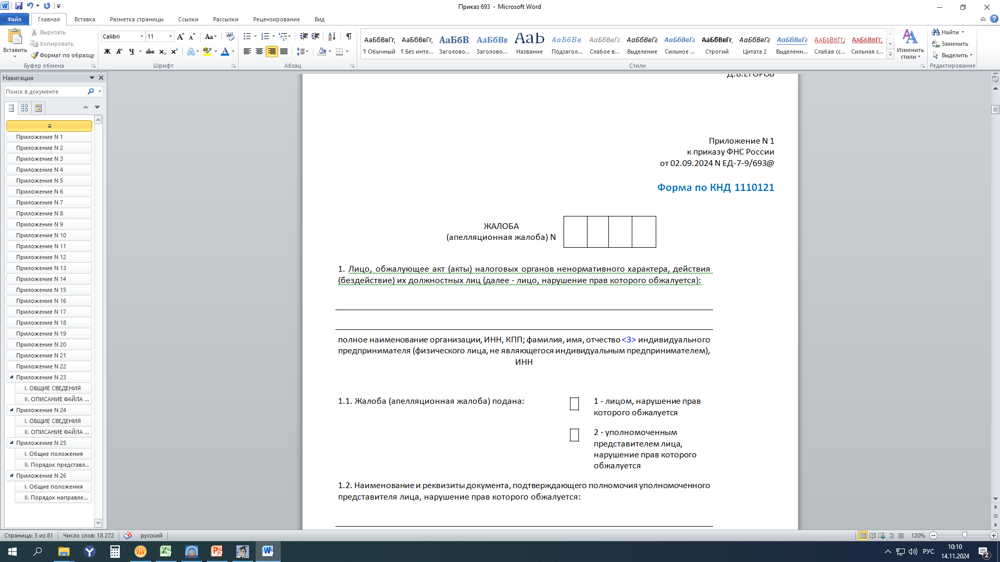 Приказ 693 - Microsoft Word
Файл
Главная
Вставка
Разметка страницы
Ссылки
Рассылки
Рецензирование
Вид
Вставить
Вырезать
Копировать
Формат по образцу
Буфер обмена
Calibri
11
Ж К Ч abc x₂ x²
Шрифт
Абзац
АаБбВвГг,
¶ Обычный
АаБбВвГг,
¶ Без инте...
АаБбВ
Заголово...
АаБбВв
Заголово...
АаБ
Название
АаБбВв.
Подзагол...
АаБбВвГг
Слабое в...
АаБбВвГг
Выделение
АаБбВвГг
Сильное ...
АаБбВвГг,
Строгий
АаБбВвГг
Цитата 2
АаБбВвГг
Выделенн...
ААББВВГГ,
Слабая сс...
ААББВВГГ,
Сильная с...
Изменить
стили
Стили
Найти
Заменить
Выделить
Редактирование
Навигация
Поиск в документе
Приложение N 1
Приложение N 2
Приложение N 3
Приложение N 4
Приложение N 5
Приложение N 6
Приложение N 7
Приложение N 8
Приложение N 9
Приложение N 10
Приложение N 11
Приложение N 12
Приложение N 13
Приложение N 14
Приложение N 15
Приложение N 16
Приложение N 17
Приложение N 18
Приложение N 19
Приложение N 20
Приложение N 21
Приложение N 22
Приложение N 23
I. ОБЩИЕ СВЕДЕНИЯ
II. ОПИСАНИЕ ФАЙЛА ...
Приложение N 24
I. ОБЩИЕ СВЕДЕНИЯ
II. ОПИСАНИЕ ФАЙЛА ...
Приложение N 25
I. Общие положения
II. Порядок представл...
Приложение N 26
I. Общие положения
II. Порядок направле...
Д.В.ЕГОРОВ
Приложение N 1
к приказу ФНС России
от 02.09.2024 N ЕД-7-9/693@
Форма по КНД 1110121
ЖАЛОБА
(апелляционная жалоба) N
1. Лицо, обжалующее акт (акты) налоговых органов ненормативного характера, действия
(бездействие) их должностных лиц (далее - лицо, нарушение прав которого обжалуется):
полное наименование организации, ИНН, КПП; фамилия, имя, отчество <3> индивидуального
предпринимателя (физического лица, не являющегося индивидуальным предпринимателем),
ИНН
1.1. Жалоба (апелляционная жалоба) подана:
1 - лицом, нарушение прав
которого обжалуется
2 - уполномоченным
представителем лица,
нарушение прав которого
обжалуется
1.2. Наименование и реквизиты документа, подтверждающего полномочия уполномоченного
представителя лица, нарушение прав которого обжалуется:
Страница: 3 из 81
Число слов: 18 272
русский
120%
РУС
10:10
14.11.2024
2